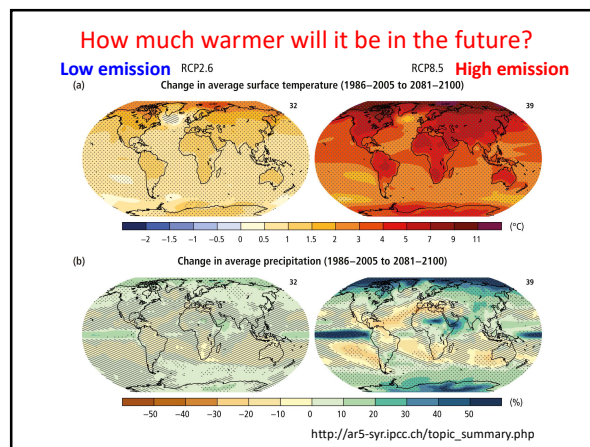 How much warmer will it be in the future?
Low emission RCP2.6 RCP8.5 High emission
(a) Change in average surface temperature (1986–2005 to 2081–2100)
32 39
(°C)
−2 −1.5 −1 −0.5 0 0.5 1 1.5 2 3 4 5 7 9 11
(b) Change in average precipitation (1986–2005 to 2081–2100)
32 39
(%)
−50 −40 −30 −20 −10 0 10 20 30 40 50
http://ar5-syr.ipcc.ch/topic_summary.php